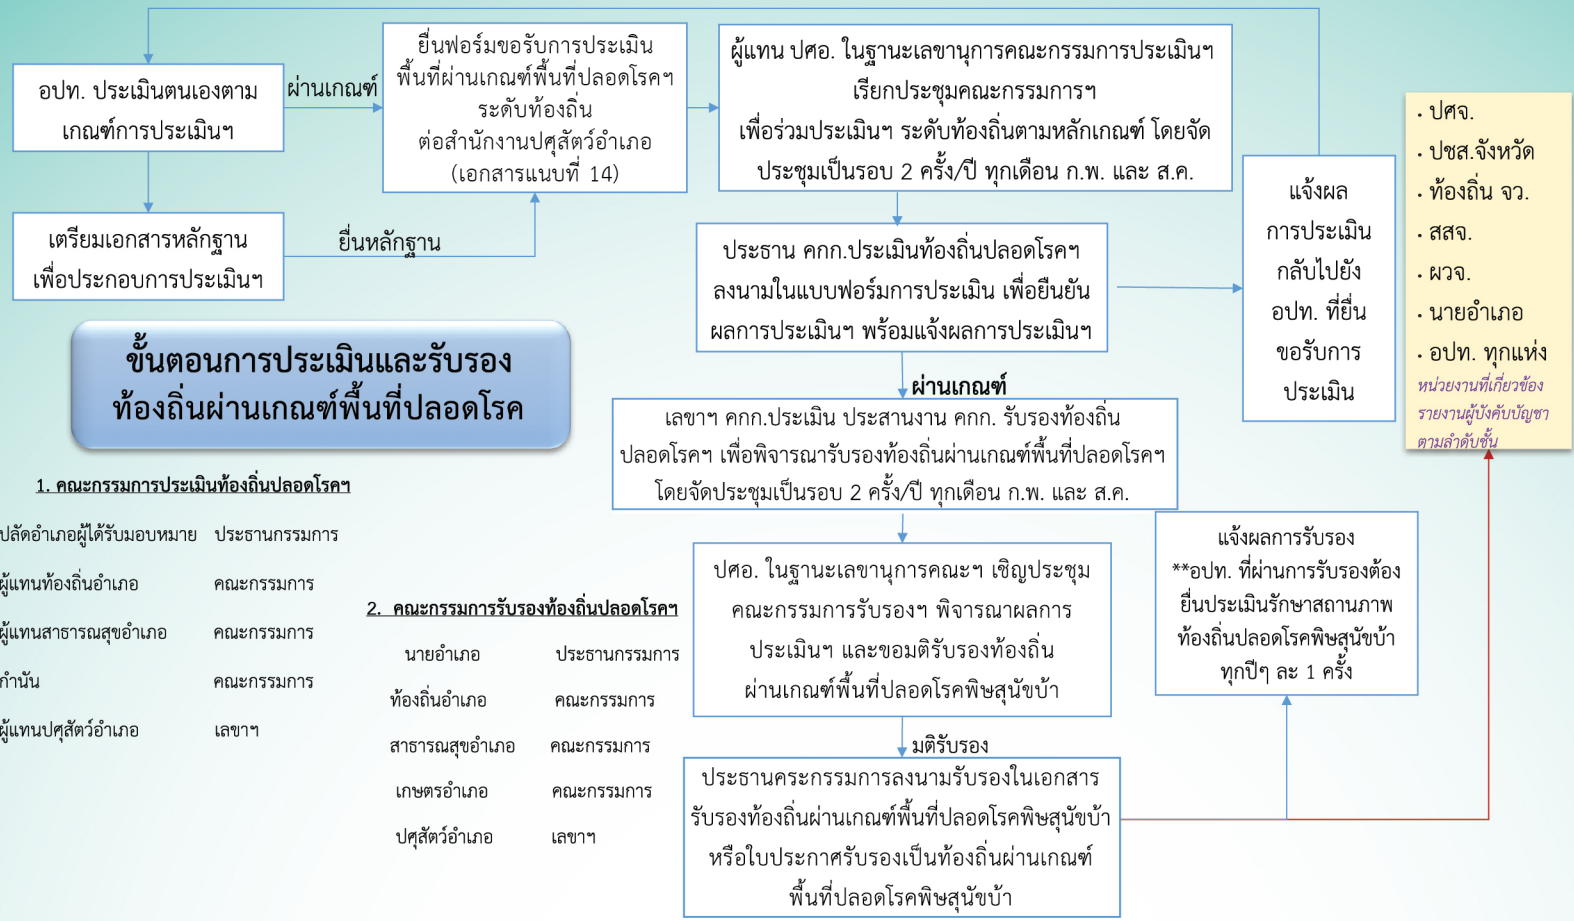 อปท. ประเมินตนเองตาม
เกณฑ์การประเมินฯ
ผ่านเกณฑ์
ยื่นฟอร์มขอรับการประเมิน
พื้นที่ผ่านเกณฑ์พื้นที่ปลอดโรคฯ
ระดับท้องถิ่น
ต่อสำนักงานปศุสัตว์อำเภอ
(เอกสารแนบที่ 14)
ผู้แทน ปศอ. ในฐานะเลขานุการคณะกรรมการประเมินฯ
เรียกประชุมคณะกรรมการฯ
เพื่อร่วมประเมินฯ ระดับท้องถิ่นตามหลักเกณฑ์ โดยจัด
ประชุมเป็นรอบ 2 ครั้ง/ปี ทุกเดือน ก.พ. และ ส.ค.
เตรียมเอกสารหลักฐาน
เพื่อประกอบการประเมินฯ
ยื่นหลักฐาน
ประธาน คกก.ประเมินท้องถิ่นปลอดโรคฯ
ลงนามในแบบฟอร์มการประเมิน เพื่อยืนยัน
ผลการประเมินฯ พร้อมแจ้งผลการประเมินฯ
แจ้งผล
การประเมิน
กลับไปยัง
อปท. ที่ยื่น
ขอรับการ
ประเมิน
• ปศจ.
• ปชส.จังหวัด
• ท้องถิ่น จว.
• สสจ.
• ผวจ.
• นายอำเภอ
• อปท. ทุกแห่ง
หน่วยงานที่เกี่ยวข้อง
รายงานผู้บังคับบัญชา
ตามลำดับชั้น
ขั้นตอนการประเมินและรับรอง
ท้องถิ่นผ่านเกณฑ์พื้นที่ปลอดโรค
ผ่านเกณฑ์
เลขาฯ คกก.ประเมิน ประสานงาน คกก. รับรองท้องถิ่น
ปลอดโรคฯ เพื่อพิจารณารับรองท้องถิ่นผ่านเกณฑ์พื้นที่ปลอดโรคฯ
โดยจัดประชุมเป็นรอบ 2 ครั้ง/ปี ทุกเดือน ก.พ. และ ส.ค.
1. คณะกรรมการประเมินท้องถิ่นปลอดโรคฯ
ปลัดอำเภอผู้ได้รับมอบหมาย ประธานกรรมการ
ผู้แทนท้องถิ่นอำเภอ คณะกรรมการ
ผู้แทนสาธารณสุขอำเภอ คณะกรรมการ
กำนัน คณะกรรมการ
ผู้แทนปศุสัตว์อำเภอ เลขาฯ
2. คณะกรรมการรับรองท้องถิ่นปลอดโรคฯ
นายอำเภอ ประธานกรรมการ
ท้องถิ่นอำเภอ คณะกรรมการ
สาธารณสุขอำเภอ คณะกรรมการ
เกษตรอำเภอ คณะกรรมการ
ปศุสัตว์อำเภอ เลขาฯ
ปศอ. ในฐานะเลขานุการคณะฯ เชิญประชุม
คณะกรรมการรับรองฯ พิจารณาผลการ
ประเมินฯ และขอมติรับรองท้องถิ่น
ผ่านเกณฑ์พื้นที่ปลอดโรคพิษสุนัขบ้า
มติรับรอง
ประธานคระกรรมการลงนามรับรองในเอกสาร
รับรองท้องถิ่นผ่านเกณฑ์พื้นที่ปลอดโรคพิษสุนัขบ้า
หรือใบประกาศรับรองเป็นท้องถิ่นผ่านเกณฑ์
พื้นที่ปลอดโรคพิษสุนัขบ้า
แจ้งผลการรับรอง
**อปท. ที่ผ่านการรับรองต้อง
ยื่นประเมินรักษาสถานภาพ
ท้องถิ่นปลอดโรคพิษสุนัขบ้า
ทุกปีๆ ละ 1 ครั้ง